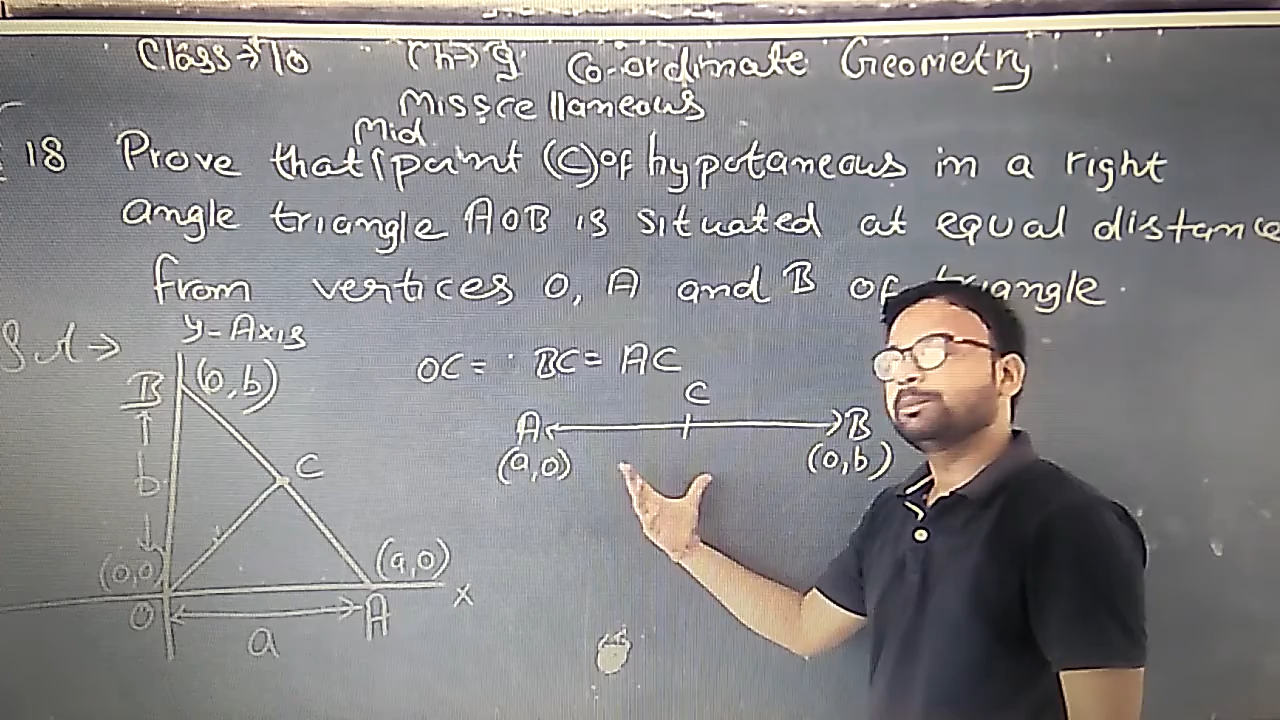 Class→10 Ch→9 Co-ordinate Geometry
Misscellaneous
Mid
18 Prove that point (C) of hypotaneous in a right
angle triangle AOB is situated at equal distance
from vertices O, A and B of triangle.
Y-Axis
OC = BC = AC
B (0,b)
C
A B
(a,0) (0,b)
C
b
(0,0) (a,0)
O A X
a